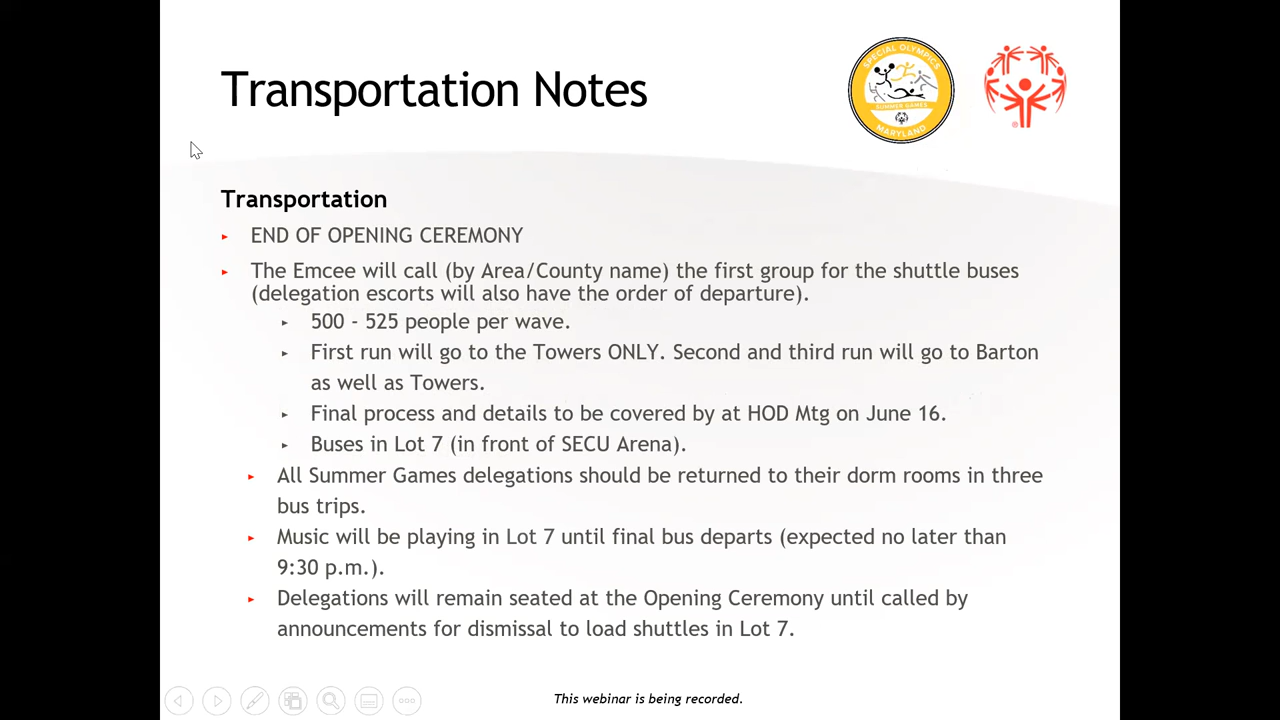 Transportation Notes
SPECIAL OLYMPICS
SUMMER GAMES
MARYLAND
Transportation
END OF OPENING CEREMONY
The Emcee will call (by Area/County name) the first group for the shuttle buses
(delegation escorts will also have the order of departure).
500 - 525 people per wave.
First run will go to the Towers ONLY. Second and third run will go to Barton
as well as Towers.
Final process and details to be covered by at HOD Mtg on June 16.
Buses in Lot 7 (in front of SECU Arena).
All Summer Games delegations should be returned to their dorm rooms in three
bus trips.
Music will be playing in Lot 7 until final bus departs (expected no later than
9:30 p.m.).
Delegations will remain seated at the Opening Ceremony until called by
announcements for dismissal to load shuttles in Lot 7.
This webinar is being recorded.